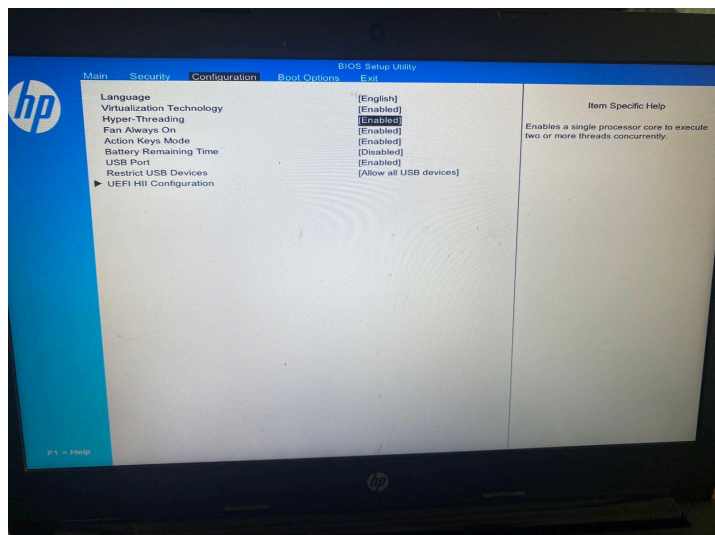 BIOS Setup Utility
Main Security Configuration Boot Options Exit
hp
Language [English]
Virtualization Technology [Enabled]
Hyper-Threading [Enabled]
Fan Always On [Enabled]
Action Keys Mode [Enabled]
Battery Remaining Time [Disabled]
USB Port [Enabled]
Restrict USB Devices [Allow all USB devices]
UEFI HII Configuration
Item Specific Help
Enables a single processor core to execute
two or more threads concurrently.
F1 = Help
hp